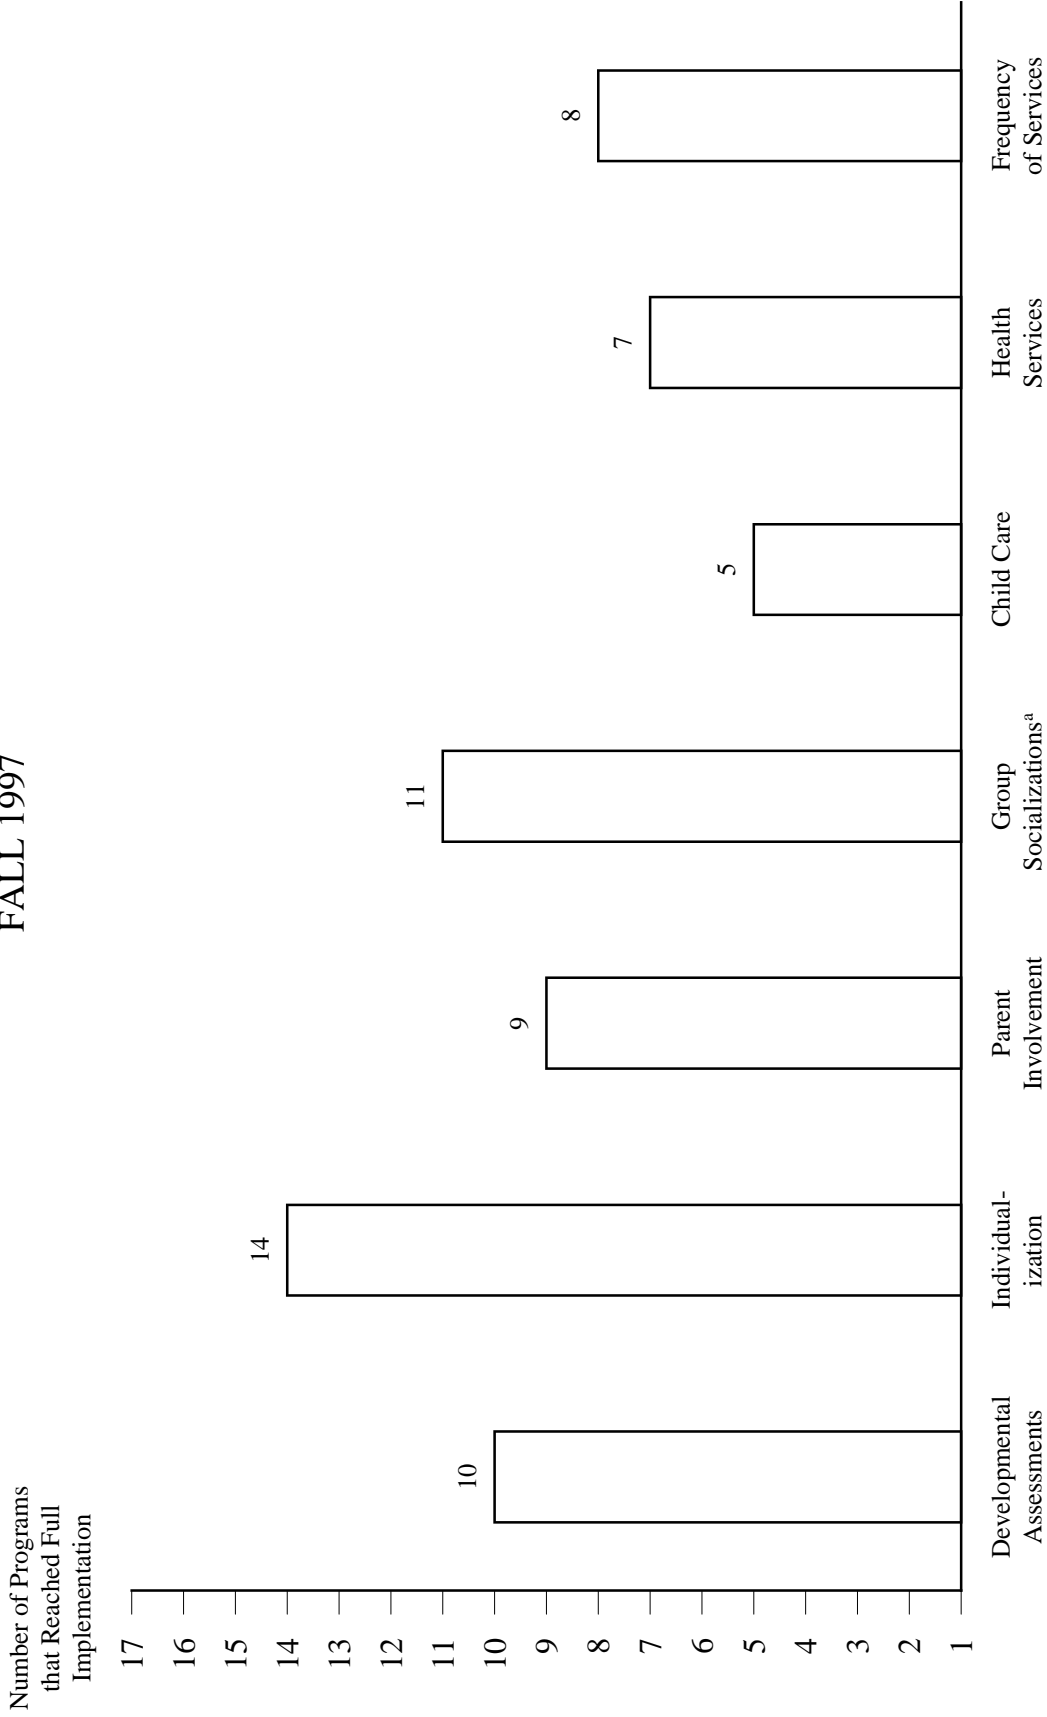 FALL 1997
Number of Programs
that Reached Full
Implementation
17
16
15
14
13
12
11
10
9
8
7
6
5
4
3
2
1
10
14
9
11
5
7
8
Developmental
Assessments
Individual-
ization
Parent
Involvement
Group
Socializationsᵃ
Child Care
Health
Services
Frequency
of Services